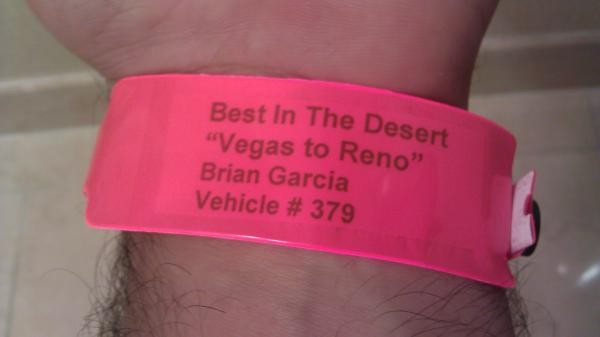 Best In The Desert
“Vegas to Reno”
Brian Garcia
Vehicle # 379